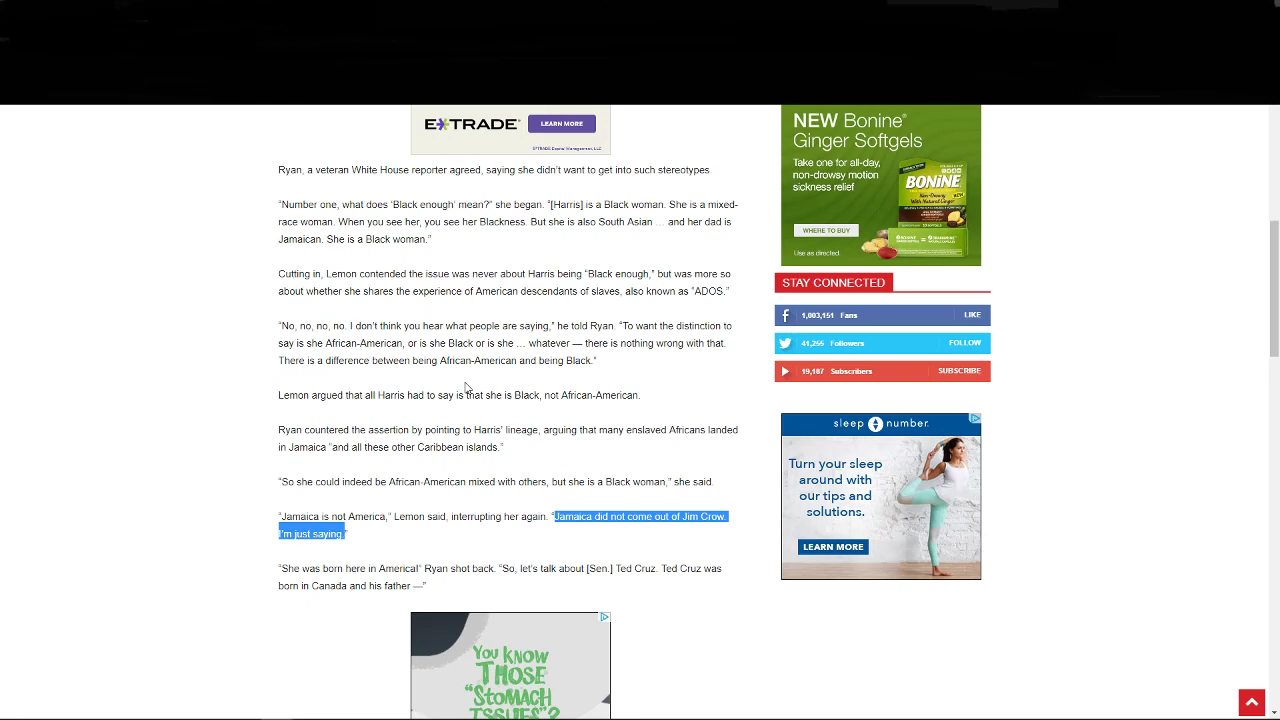 E*TRADE®
LEARN MORE
E*TRADE Capital Management, LLC
Ryan, a veteran White House reporter agreed, saying she didn’t want to get into such stereotypes.
“Number one, what does ‘Black enough’ mean?” she began. “[Harris] is a Black woman. She is a mixed-
race woman. When you see her, you see her Blackness. But she is also South Asian … and her dad is
Jamaican. She is a Black woman.”
Cutting in, Lemon contended the issue was never about Harris being “Black enough,” but was more so
about whether she shares the experience of American descendants of slaves, also known as “ADOS.”
“No, no, no, no. I don’t think you hear what people are saying,” he told Ryan. “To want the distinction to
say is she African-American, or is she Black or is she … whatever — there is nothing wrong with that.
There is a difference between being African-American and being Black.”
Lemon argued that all Harris had to say is that she is Black, not African-American.
Ryan countered the assertion by pointing to Harris’ lineage, arguing that many enslaved Africans landed
in Jamaica “and all these other Caribbean islands.”
“So she could indeed be African-American mixed with others, but she is a Black woman,” she said.
“Jamaica is not America,” Lemon said, interrupting her again. “Jamaica did not come out of Jim Crow.
I’m just saying.”
“She was born here in America!” Ryan shot back. “So, let’s talk about [Sen.] Ted Cruz. Ted Cruz was
born in Canada and his father —”
YOU KNOW
THOSE
“STOMACH
ISSUES”?
NEW Bonine®
Ginger Softgels
Take one for all-day,
non-drowsy motion
sickness relief
BONINE
With Natural Ginger
WHERE TO BUY
Use as directed
STAY CONNECTED
1,003,151 Fans LIKE
41,255 Followers FOLLOW
19,187 Subscribers SUBSCRIBE
sleep number.
Turn your sleep
around with
our tips and
solutions.
LEARN MORE